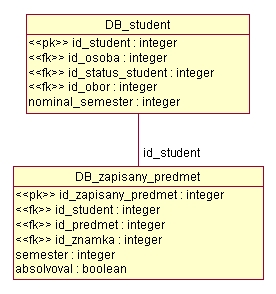 DB_student
<<pk>> id_student : integer
<<fk>> id_osoba : integer
<<fk>> id_status_student : integer
<<fk>> id_obor : integer
nominal_semester : integer
id_student
DB_zapisany_predmet
<<pk>> id_zapisany_predmet : integer
<<fk>> id_student : integer
<<fk>> id_predmet : integer
<<fk>> id_znamka : integer
semester : integer
absolvoval : boolean